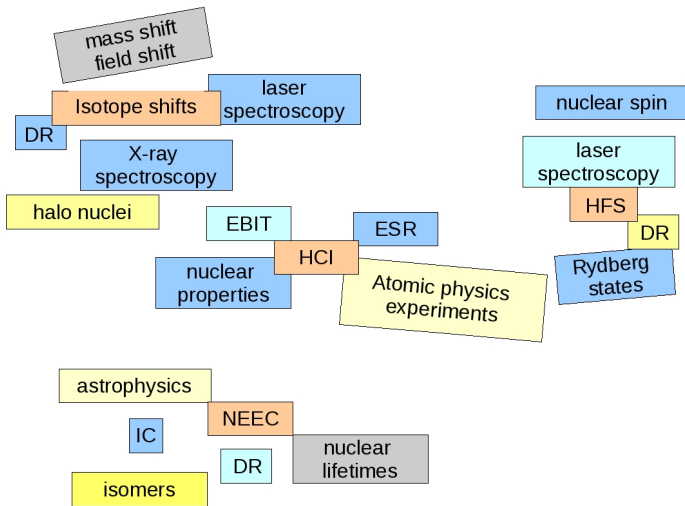 mass shift
field shift
Isotope shifts
laser
spectroscopy
DR
X-ray
spectroscopy
halo nuclei
nuclear spin
laser
spectroscopy
HFS
DR
Rydberg
states
EBIT
ESR
HCI
nuclear
properties
Atomic physics
experiments
astrophysics
NEEC
IC
DR
nuclear
lifetimes
isomers